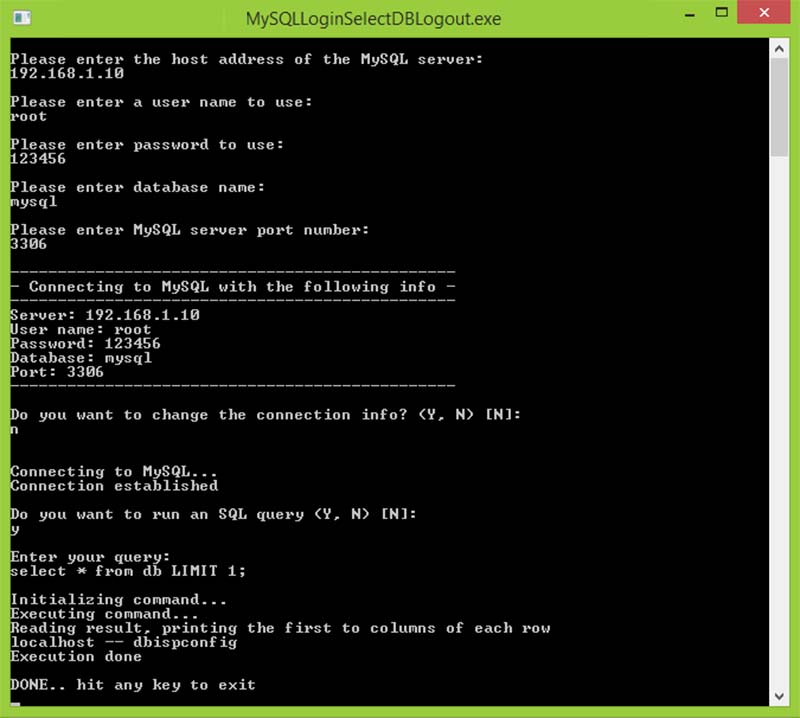 MySQLLoginSelectDBLogout.exe
Please enter the host address of the MySQL server:
192.168.1.10
Please enter a user name to use:
root
Please enter password to use:
123456
Please enter database name:
mysql
Please enter MySQL server port number:
3306
-----------------------------------------------
- Connecting to MySQL with the following info -
-----------------------------------------------
Server: 192.168.1.10
User name: root
Password: 123456
Database: mysql
Port: 3306
-----------------------------------------------
Do you want to change the connection info? (Y, N) [N]:
n
Connecting to MySQL...
Connection established
Do you want to run an SQL query (Y, N) [N]:
y
Enter your query:
select * from db LIMIT 1;
Initializing command...
Executing command...
Reading result, printing the first to columns of each row
localhost -- dbispconfig
Execution done
DONE.. hit any key to exit